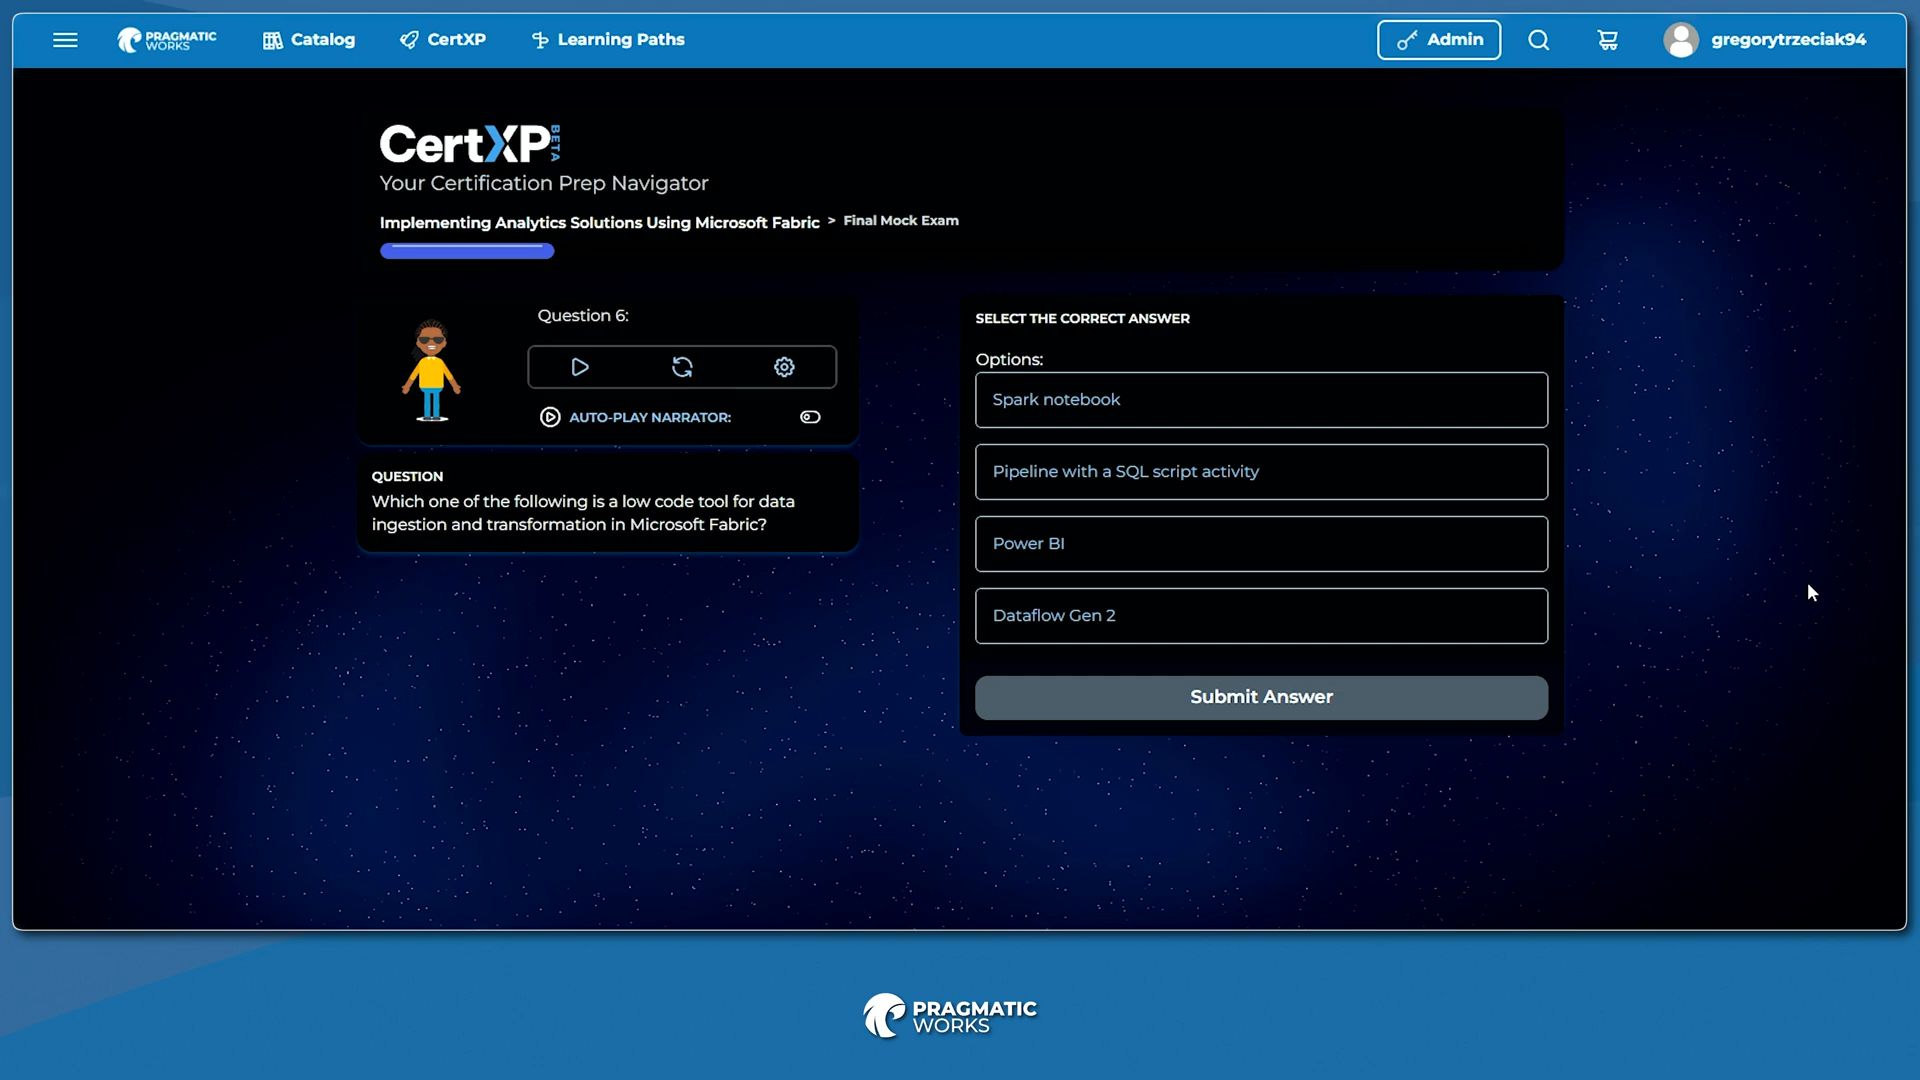 PRAGMATIC WORKS
Catalog
CertXP
Learning Paths
Admin
gregorytrzeciak94
CertXP BETA
Your Certification Prep Navigator
Implementing Analytics Solutions Using Microsoft Fabric > Final Mock Exam
Question 6:
AUTO-PLAY NARRATOR:
QUESTION
Which one of the following is a low code tool for data
ingestion and transformation in Microsoft Fabric?
SELECT THE CORRECT ANSWER
Options:
Spark notebook
Pipeline with a SQL script activity
Power BI
Dataflow Gen 2
Submit Answer
PRAGMATIC
WORKS